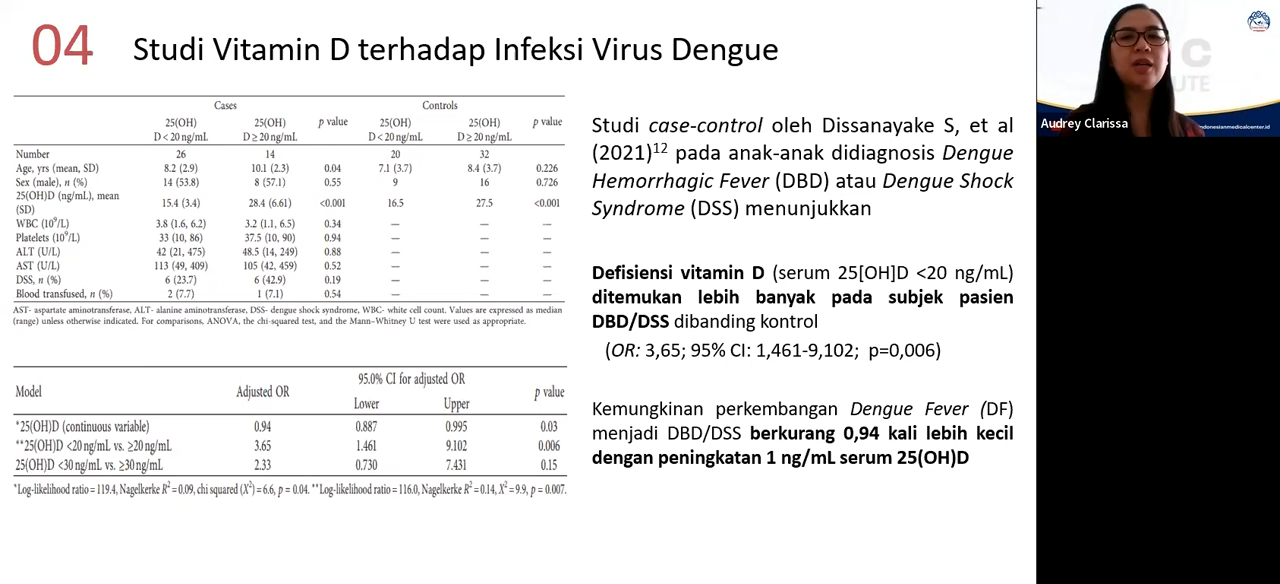 04
Studi Vitamin D terhadap Infeksi Virus Dengue
Cases Controls
25(OH) D < 20 ng/mL 25(OH) D ≥ 20 ng/mL p value 25(OH) D < 20 ng/mL 25(OH) D ≥ 20 ng/mL p value
Number 26 14 20 32
Age, yrs (mean, SD) 8.2 (2.9) 10.1 (2.3) 0.04 7.1 (3.7) 8.4 (3.7) 0.226
Sex (male), n (%) 14 (53.8) 8 (57.1) 0.55 9 16 0.726
25(OH)D (ng/mL), mean (SD) 15.4 (3.4) 28.4 (6.61) <0.001 16.5 27.5 <0.001
WBC (10⁹/L) 3.8 (1.6, 6.2) 3.2 (1.1, 6.5) 0.34 — — —
Platelets (10⁹/L) 33 (10, 86) 37.5 (10, 90) 0.94 — — —
ALT (U/L) 42 (21, 475) 48.5 (14, 249) 0.88 — — —
AST (U/L) 113 (49, 409) 105 (42, 459) 0.52 — — —
DSS, n (%) 6 (23.7) 6 (42.9) 0.19 — — —
Blood transfused, n (%) 2 (7.7) 1 (7.1) 0.54 — — —
AST- aspartate aminotransferase, ALT- alanine aminotransferase, DSS- dengue shock syndrome, WBC- white cell count. Values are expressed as median
(range) unless otherwise indicated. For comparisons, ANOVA, the chi-squared test, and the Mann–Whitney U test were used as appropriate.
Model Adjusted OR 95.0% CI for adjusted OR p value
Lower Upper
*25(OH)D (continuous variable) 0.94 0.887 0.995 0.03
**25(OH)D <20 ng/mL vs. ≥20 ng/mL 3.65 1.461 9.102 0.006
25(OH)D <30 ng/mL vs. ≥30 ng/mL 2.33 0.730 7.431 0.15
*Log-likelihood ratio = 119.4, Nagelkerke R² = 0.09, chi squared (X²) = 6.6, p = 0.04. **Log-likelihood ratio = 116.0, Nagelkerke R² = 0.14, X² = 9.9, p = 0.007.
Studi case-control oleh Dissanayake S, et al
(2021)¹² pada anak-anak didiagnosis Dengue
Hemorrhagic Fever (DBD) atau Dengue Shock
Syndrome (DSS) menunjukkan
Defisiensi vitamin D (serum 25[OH]D <20 ng/mL)
ditemukan lebih banyak pada subjek pasien
DBD/DSS dibanding kontrol
(OR: 3,65; 95% CI: 1,461-9,102; p=0,006)
Kemungkinan perkembangan Dengue Fever (DF)
menjadi DBD/DSS berkurang 0,94 kali lebih kecil
dengan peningkatan 1 ng/mL serum 25(OH)D
Audrey Clarissa